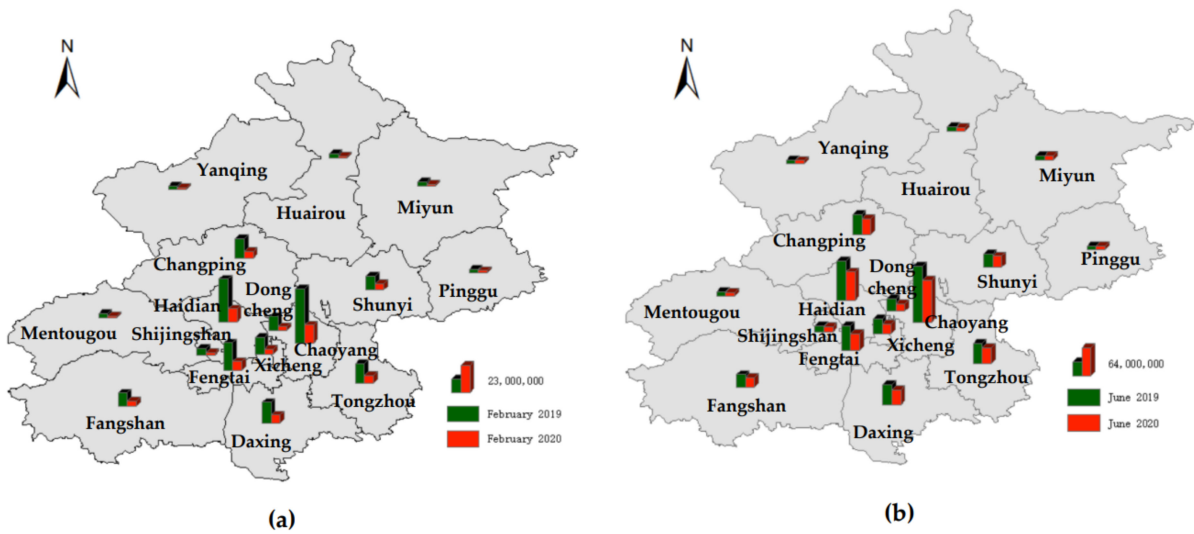 N
Yanqing
Huairou
Miyun
Changping
Haidian
Dong
cheng
Shunyi
Pinggu
Mentougou
Shijingshan
Chaoyang
Xicheng
Fengtai
Tongzhou
Fangshan
Daxing
23,000,000
February 2019
February 2020
(a)
N
Yanqing
Huairou
Miyun
Changping
Dong
cheng
Shunyi
Pinggu
Mentougou
Haidian
Chaoyang
Shijingshan
Xicheng
Fengtai
Tongzhou
Fangshan
Daxing
64,000,000
June 2019
June 2020
(b)